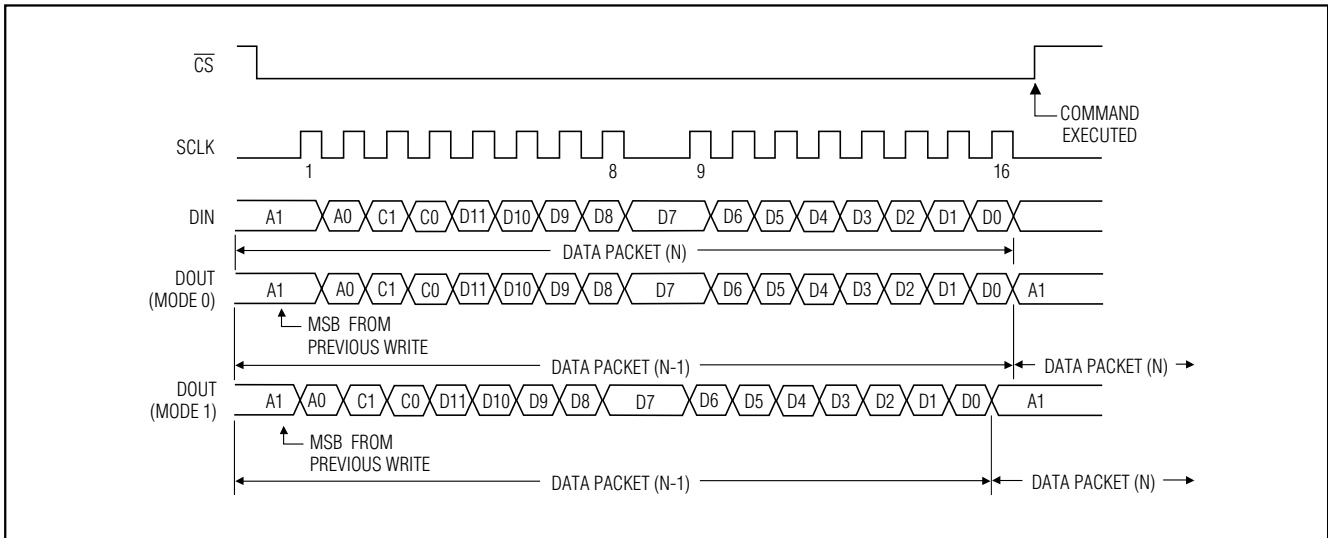 CS
COMMAND
EXECUTED
SCLK
1 8 9 16
DIN A1 A0 C1 C0 D11 D10 D9 D8 D7 D6 D5 D4 D3 D2 D1 D0
DATA PACKET (N)
DOUT
(MODE 0) A1 A0 C1 C0 D11 D10 D9 D8 D7 D6 D5 D4 D3 D2 D1 D0 A1
MSB FROM
PREVIOUS WRITE
DATA PACKET (N-1) DATA PACKET (N)
DOUT
(MODE 1) A1 A0 C1 C0 D11 D10 D9 D8 D7 D6 D5 D4 D3 D2 D1 D0 A1
MSB FROM
PREVIOUS WRITE
DATA PACKET (N-1) DATA PACKET (N)